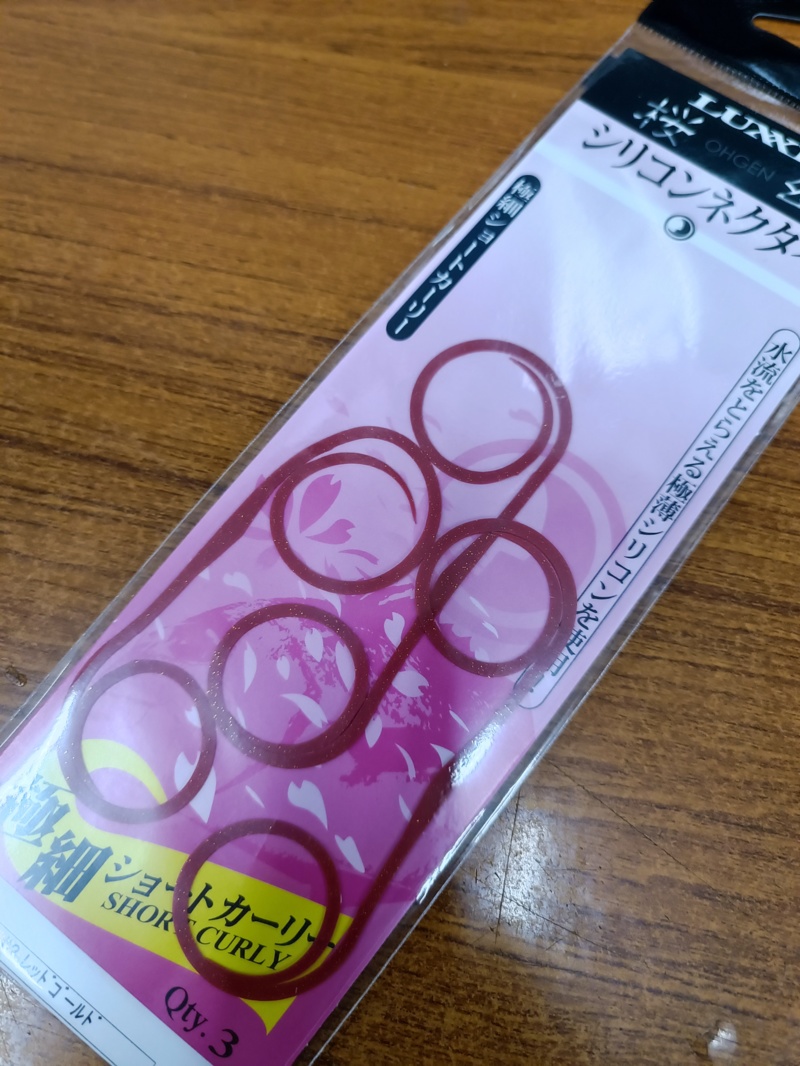 桜
OHGEN
シリコンネクタ
極細ショートカーリー
水流をとらえる極薄シリコンを使用
極細
ショートカーリー
SHORT CURLY
レッドゴールド
Qty. 3